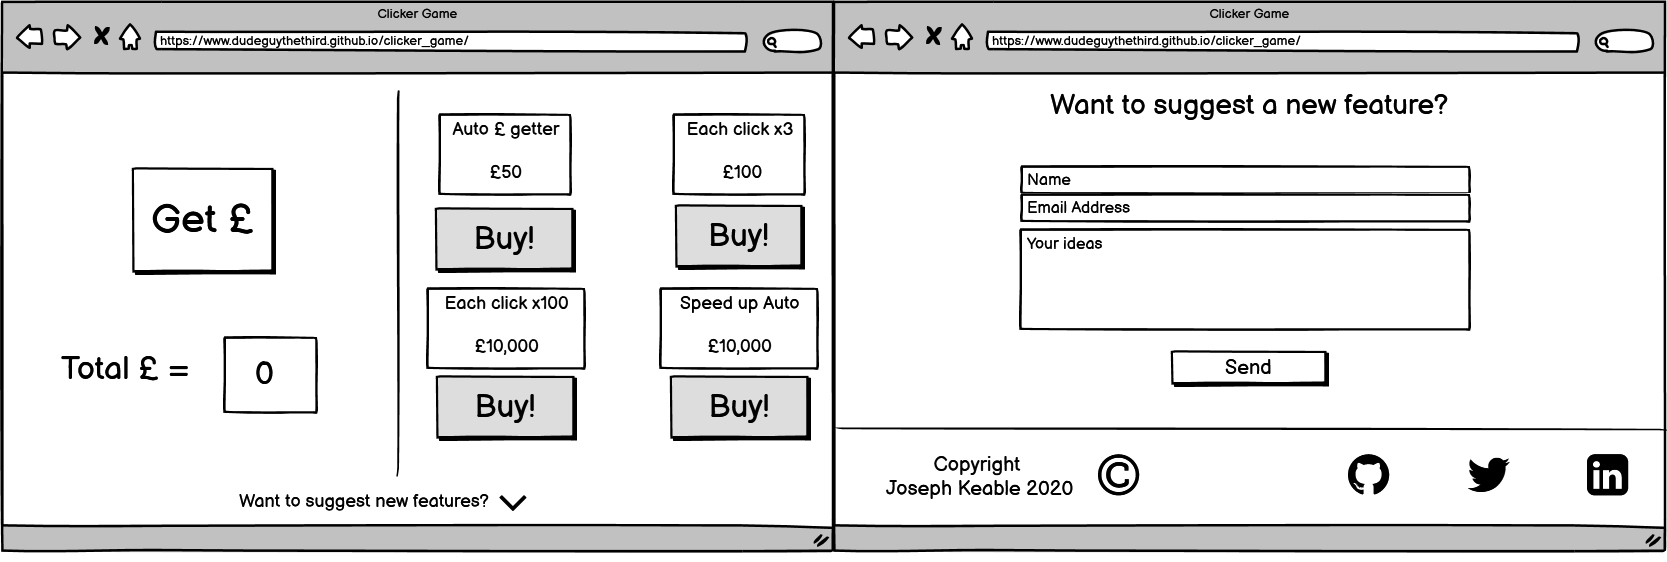 Clicker Game
https://www.dudeguythethird.github.io/clicker_game/
Get £
Total £ =
0
Auto £ getter
£50
Buy!
Each click x3
£100
Buy!
Each click x100
£10,000
Buy!
Speed up Auto
£10,000
Buy!
Want to suggest new features?
Clicker Game
https://www.dudeguythethird.github.io/clicker_game/
Want to suggest a new feature?
Name
Email Address
Your ideas
Send
Copyright
Joseph Keable 2020
©
in